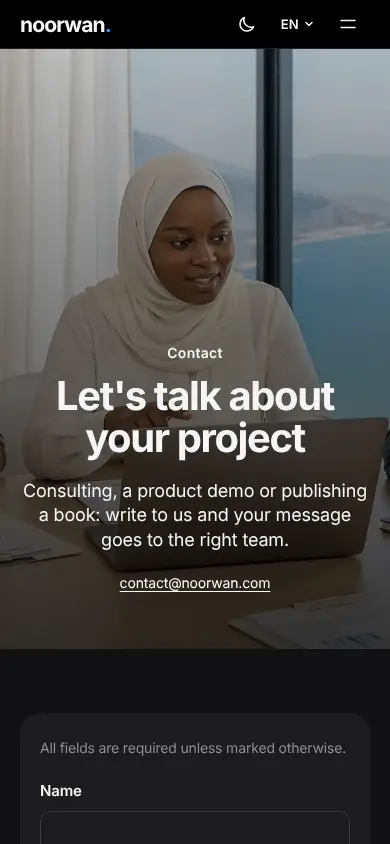 noorwan.
EN
Contact
Let's talk about
your project
Consulting, a product demo or publishing
a book: write to us and your message
goes to the right team.
contact@noorwan.com
All fields are required unless marked otherwise.
Name